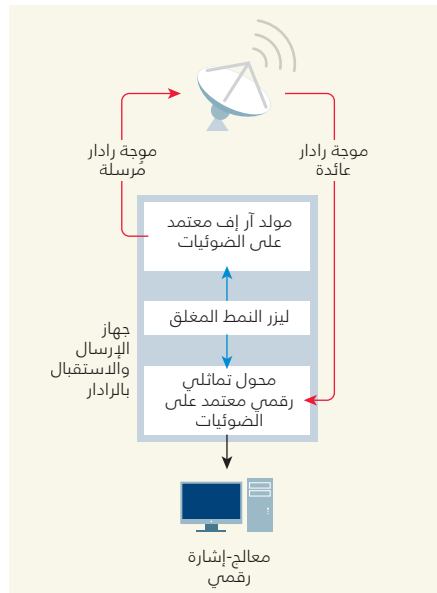 موجة رادار
مُرسلة
موجة رادار
عائدة
مولد آر إف معتمد
على الضوئيات
ليزر النمط المغلق
محول تماثلي
رقمي معتمد على
الضوئيات
جهاز
الإرسال
والاستقبال
بالرادار
معالج-إشارة
رقمي